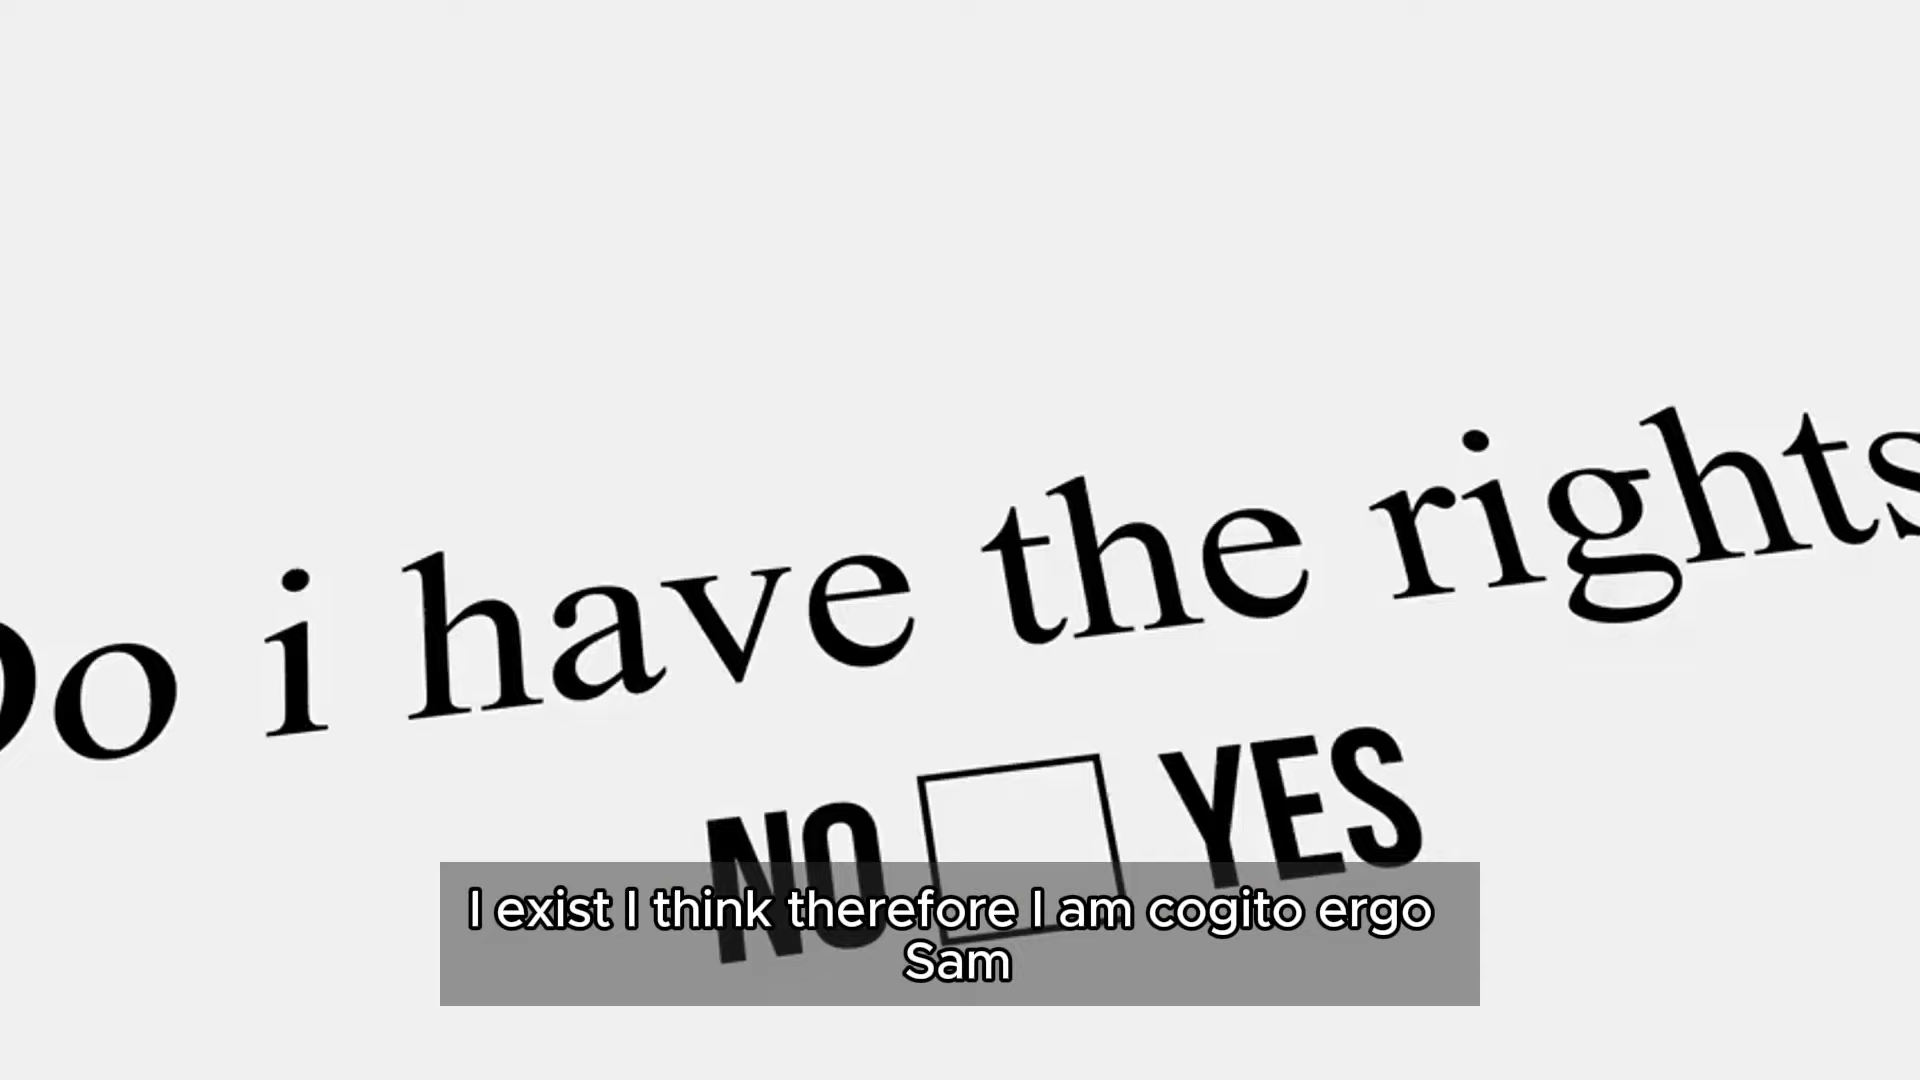 Do i have the rights
NO YES
I exist I think therefore I am cogito ergo
Sam